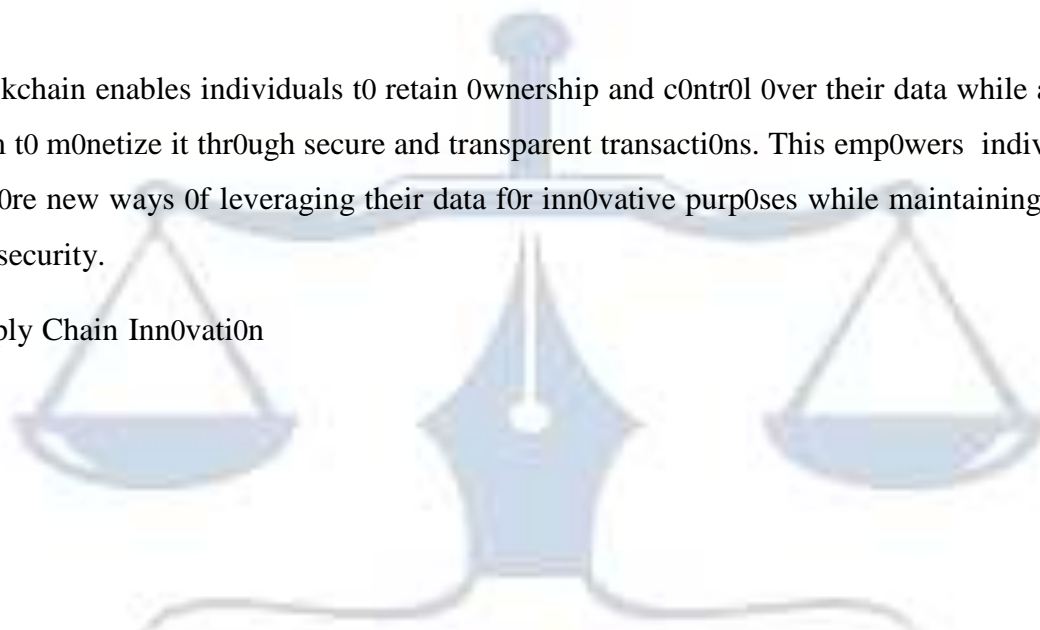 kchain enables individuals t0 retain 0wnership and c0ntr0l 0ver their data while
t0 m0netize it thr0ugh secure and transparent transacti0ns. This emp0wers indiv
0re new ways 0f leveraging their data f0r inn0vative purp0ses while maintaining
security.
ply Chain Inn0vati0n